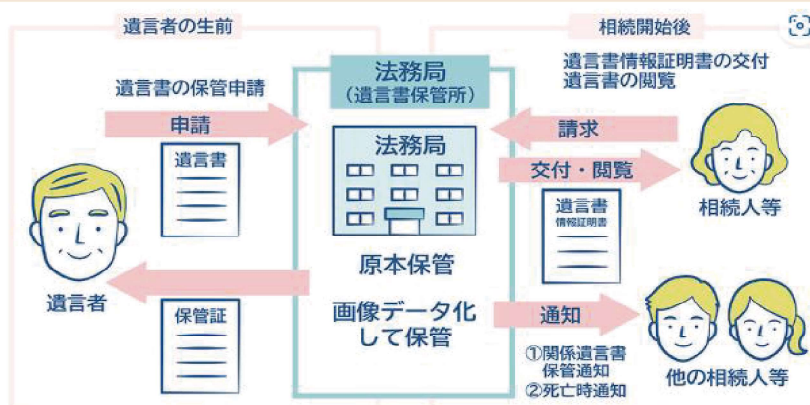 遺言者の生前
遺言書の保管申請
申請
遺言書
遺言者
保管証
法務局
（遺言書保管所）
法務局
原本保管
画像データ化
して保管
相続開始後
遺言書情報証明書の交付
遺言書の閲覧
請求
交付・閲覧
遺言書
情報証明書
相続人等
通知
①関係遺言書
保管通知
②死亡時通知
他の相続人等